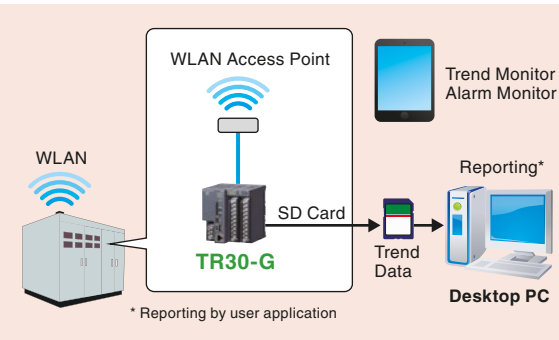 WLAN Access Point
Trend Monitor
Alarm Monitor
WLAN
Reporting*
SD Card
TR30-G
Trend
Data
Desktop PC
* Reporting by user application